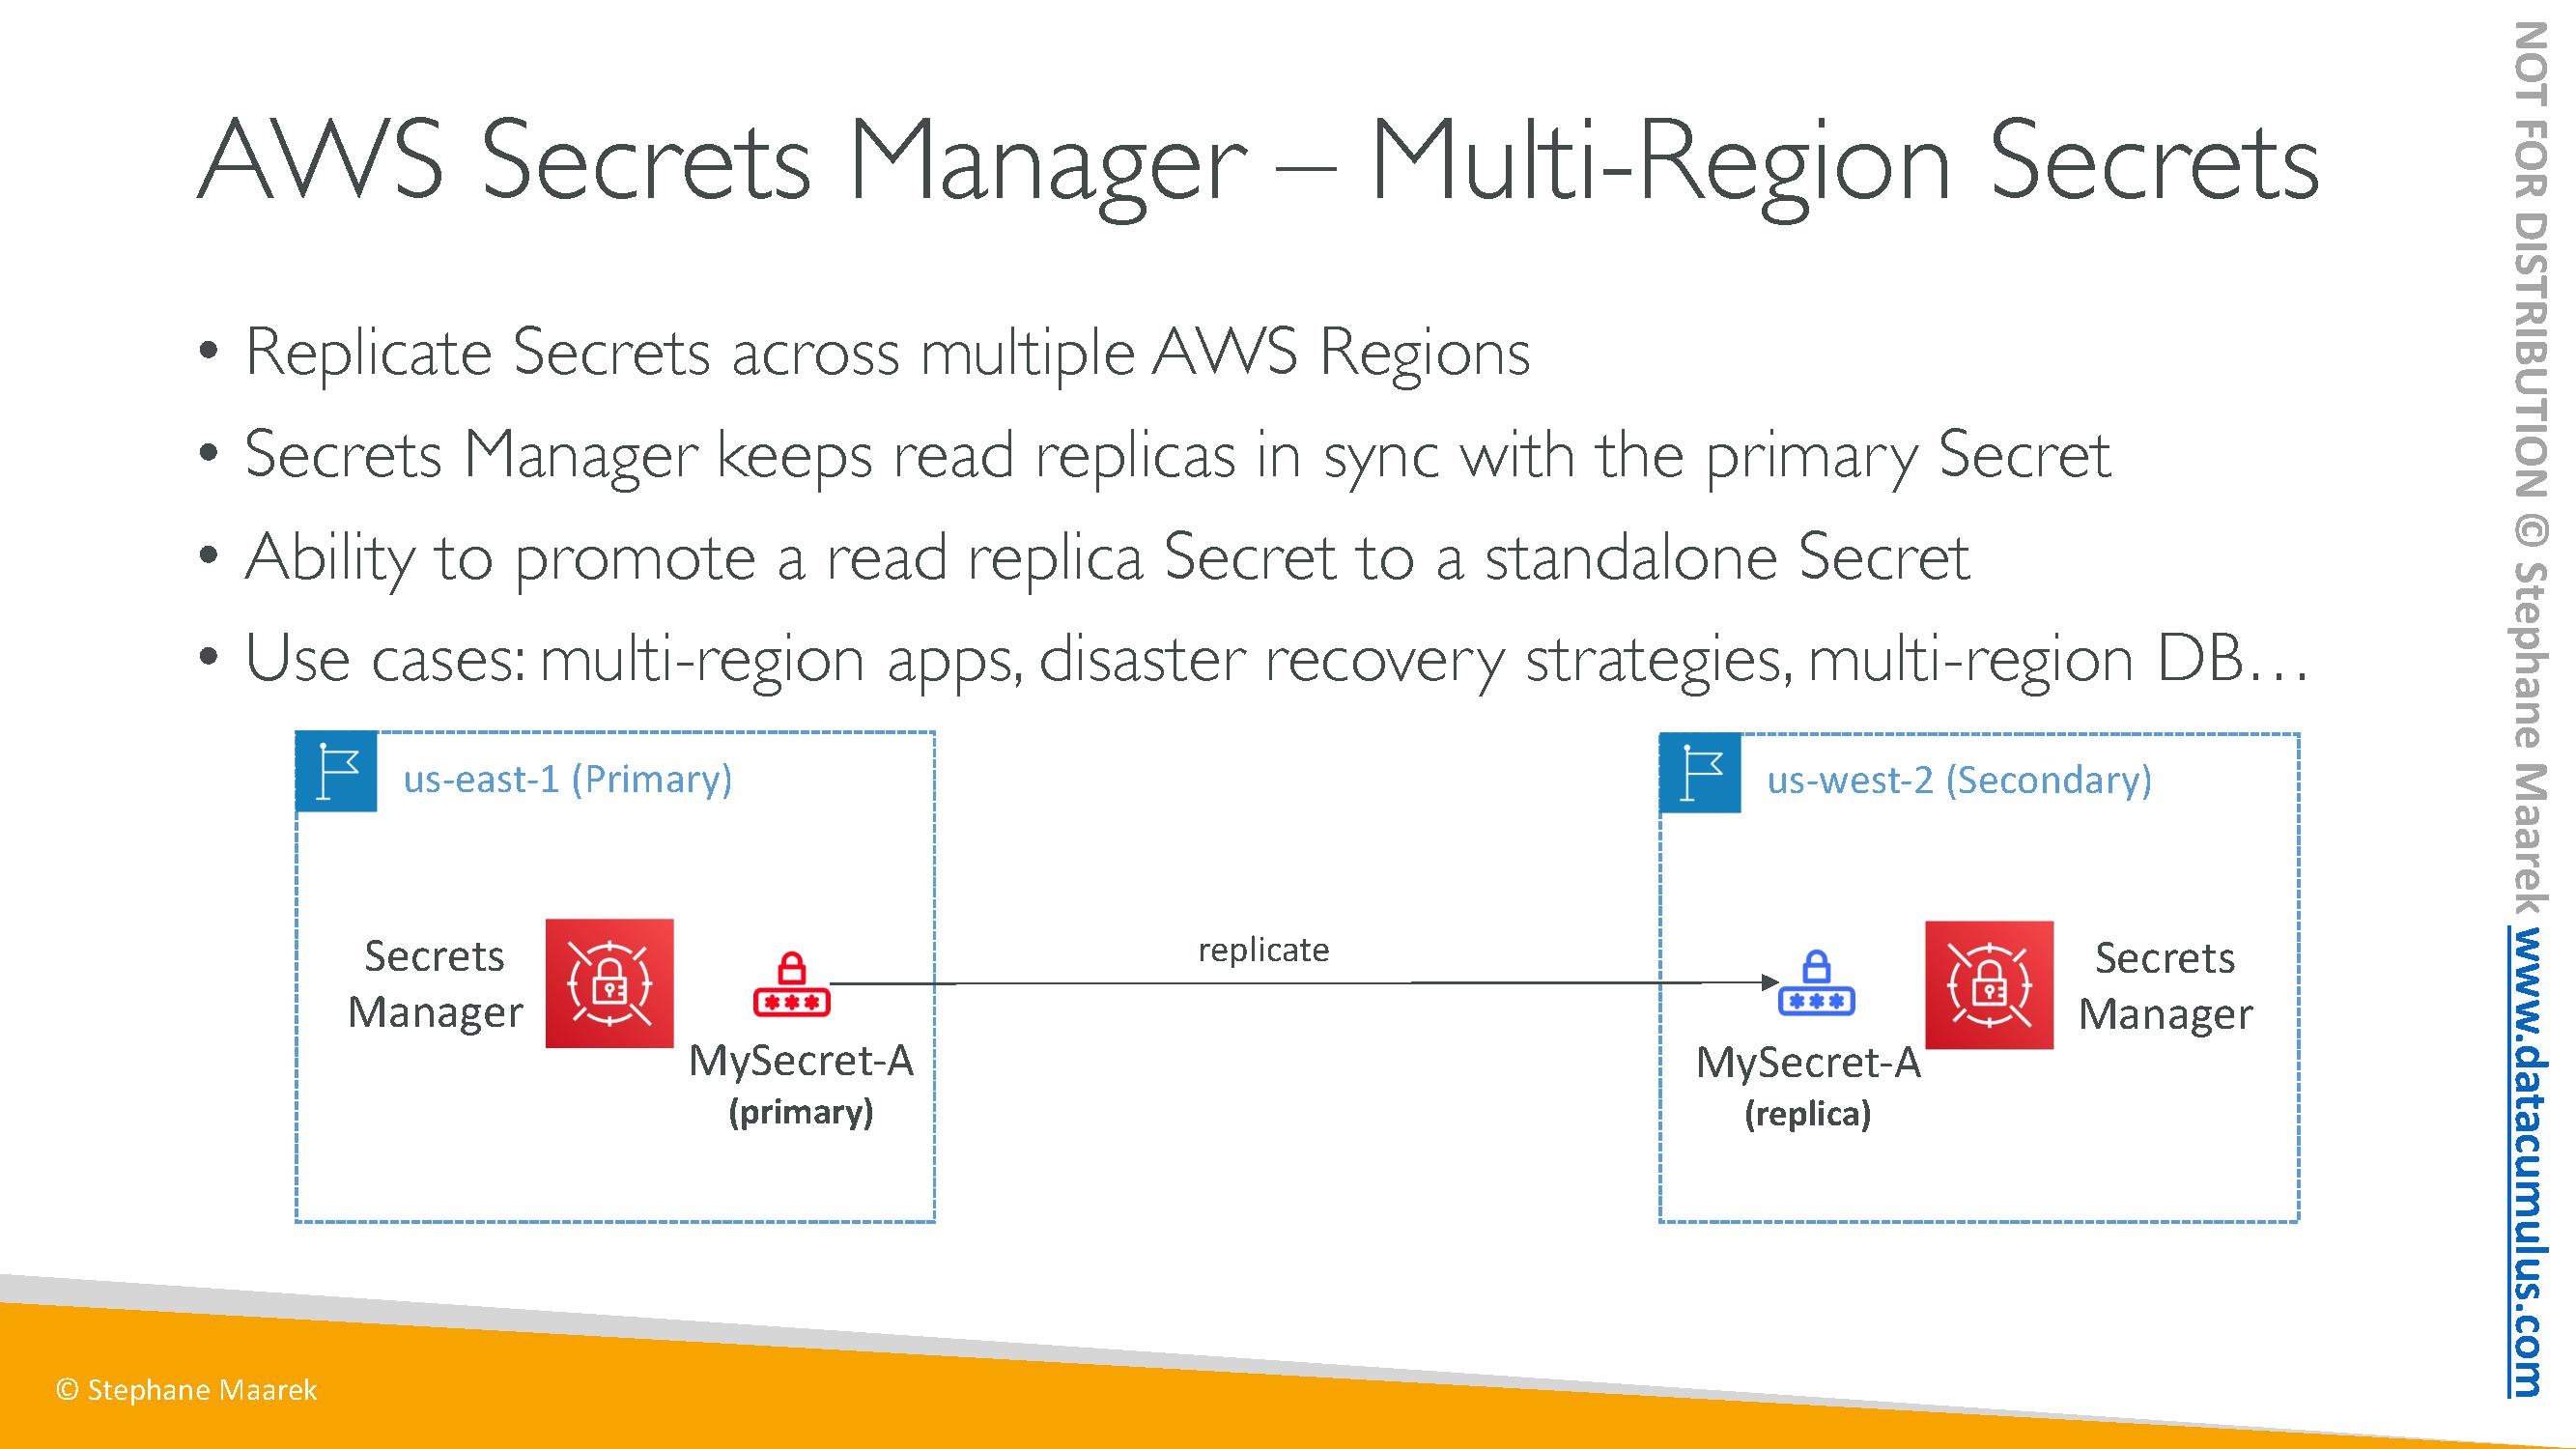 AWS Secrets Manager – Multi-Region Secrets
• Replicate Secrets across multiple AWS Regions
• Secrets Manager keeps read replicas in sync with the primary Secret
• Ability to promote a read replica Secret to a standalone Secret
• Use cases: multi-region apps, disaster recovery strategies, multi-region DB…
us-east-1 (Primary)
Secrets
Manager
MySecret-A
(primary)
replicate
us-west-2 (Secondary)
MySecret-A
(replica)
Secrets
Manager
© Stephane Maarek
NOT FOR DISTRIBUTION © Stephane Maarek www.datacumulus.com